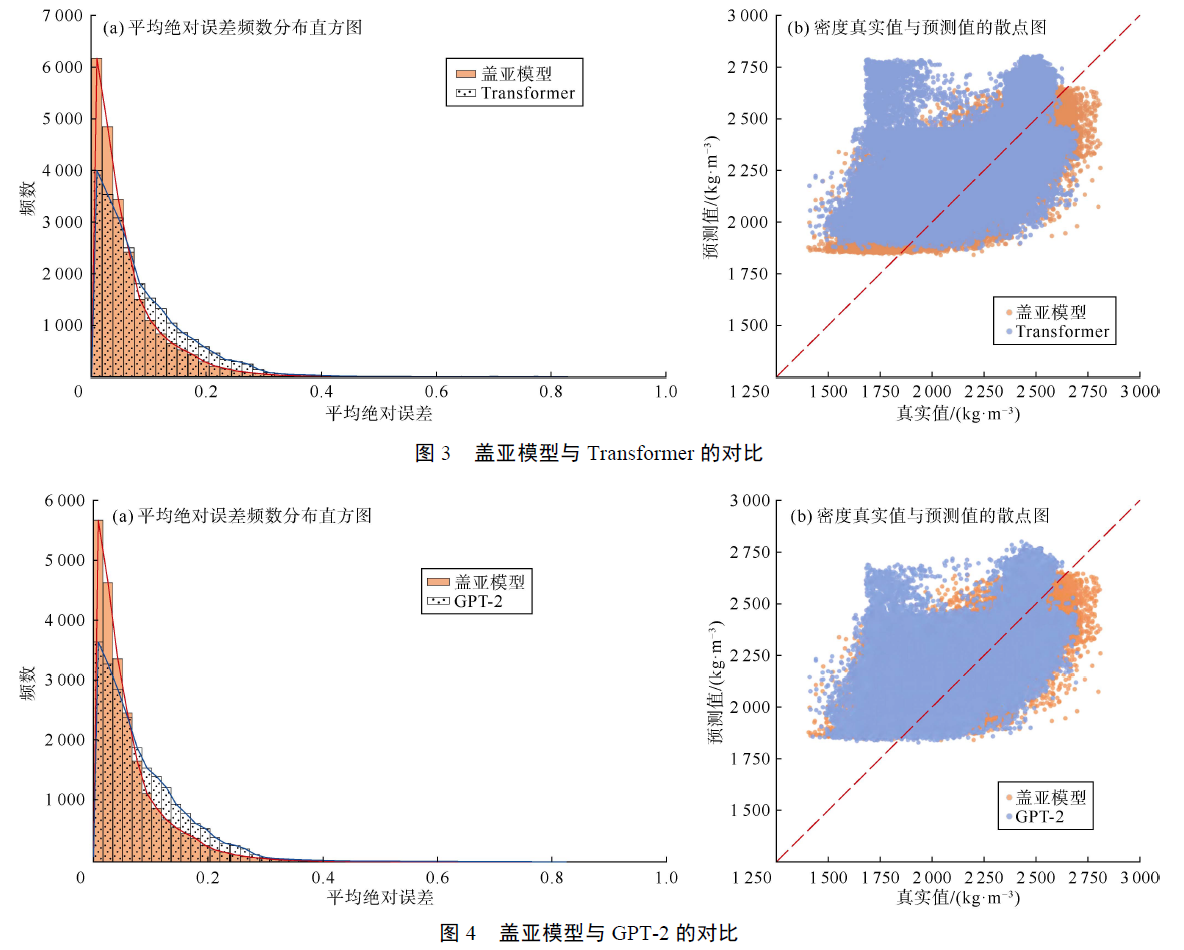 (a) 平均绝对误差频数分布直方图
7 000
6 000
5 000
4 000
3 000
2 000
1 000
频数
盖亚模型
Transformer
0 0.2 0.4 0.6 0.8 1.0
平均绝对误差
(b) 密度真实值与预测值的散点图
3 000
2 750
2 500
2 250
2 000
1 750
1 500
预测值/(kg·m⁻³)
盖亚模型
Transformer
1 250 1 500 1 750 2 000 2 250 2 500 2 750 3 000
真实值/(kg·m⁻³)
图 3 盖亚模型与 Transformer 的对比
(a) 平均绝对误差频数分布直方图
6 000
5 000
4 000
3 000
2 000
1 000
频数
盖亚模型
GPT-2
0 0.2 0.4 0.6 0.8 1.0
平均绝对误差
(b) 密度真实值与预测值的散点图
3 000
2 750
2 500
2 250
2 000
1 750
1 500
预测值/(kg·m⁻³)
盖亚模型
GPT-2
1 250 1 500 1 750 2 000 2 250 2 500 2 750 3 000
真实值/(kg·m⁻³)
图 4 盖亚模型与 GPT-2 的对比